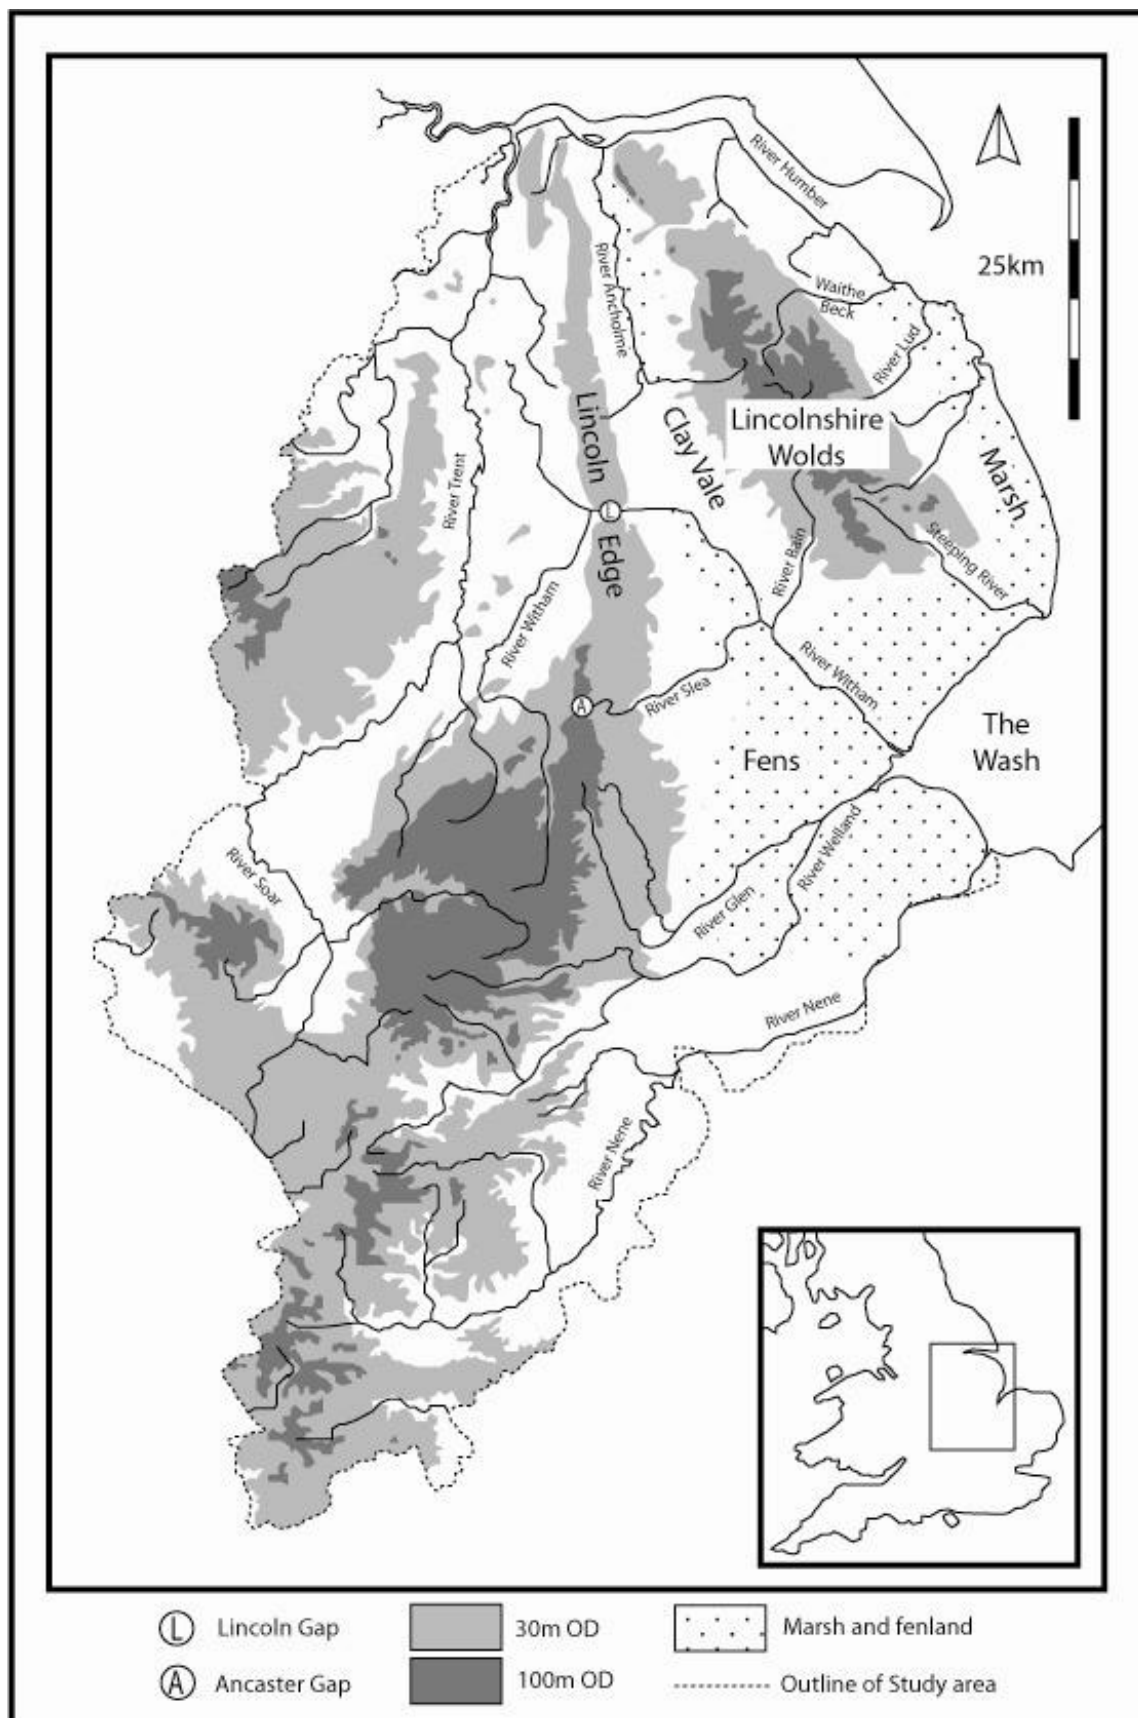 River Humber
25km
River Ancholme
Waithe
Beck
River Lud
Lincoln
Edge
Clay Vale
Lincolnshire
Wolds
Marsh
River Trent
L
River Bain
Steeping River
River Witham
River Slea
River Witham
A
The
Wash
Fens
River Soar
River Welland
River Glen
River Nene
River Nene
L Lincoln Gap
30m OD
Marsh and fenland
A Ancaster Gap
100m OD
Outline of Study area